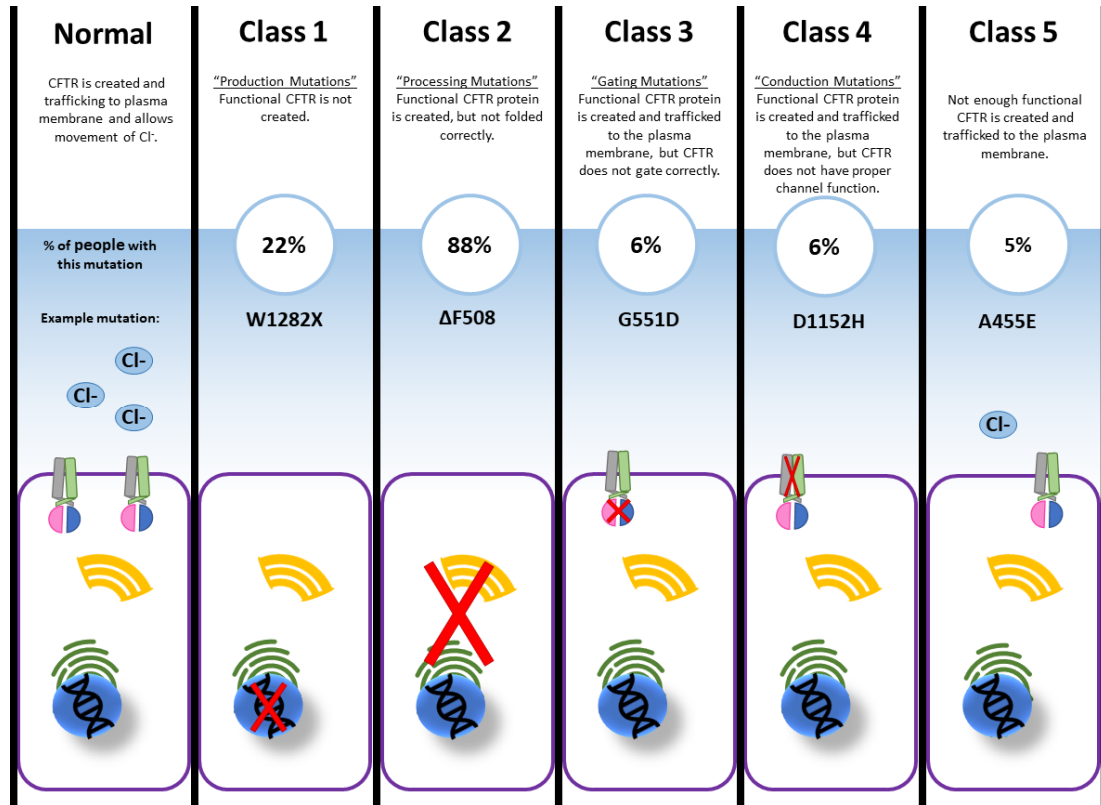 Normal
CFTR is created and
trafficking to plasma
membrane and allows
movement of Cl-.
% of people with
this mutation
Example mutation:
Cl-
Cl-
Cl-
Class 1
“Production Mutations”
Functional CFTR is not
created.
22%
W1282X
Class 2
“Processing Mutations”
Functional CFTR protein
is created, but not folded
correctly.
88%
ΔF508
Class 3
“Gating Mutations”
Functional CFTR protein
is created and trafficked
to the plasma
membrane, but CFTR
does not gate correctly.
6%
G551D
Class 4
“Conduction Mutations”
Functional CFTR protein
is created and trafficked
to the plasma
membrane, but CFTR
does not have proper
channel function.
6%
D1152H
Class 5
Not enough functional
CFTR is created and
trafficked to the plasma
membrane.
5%
A455E
Cl-